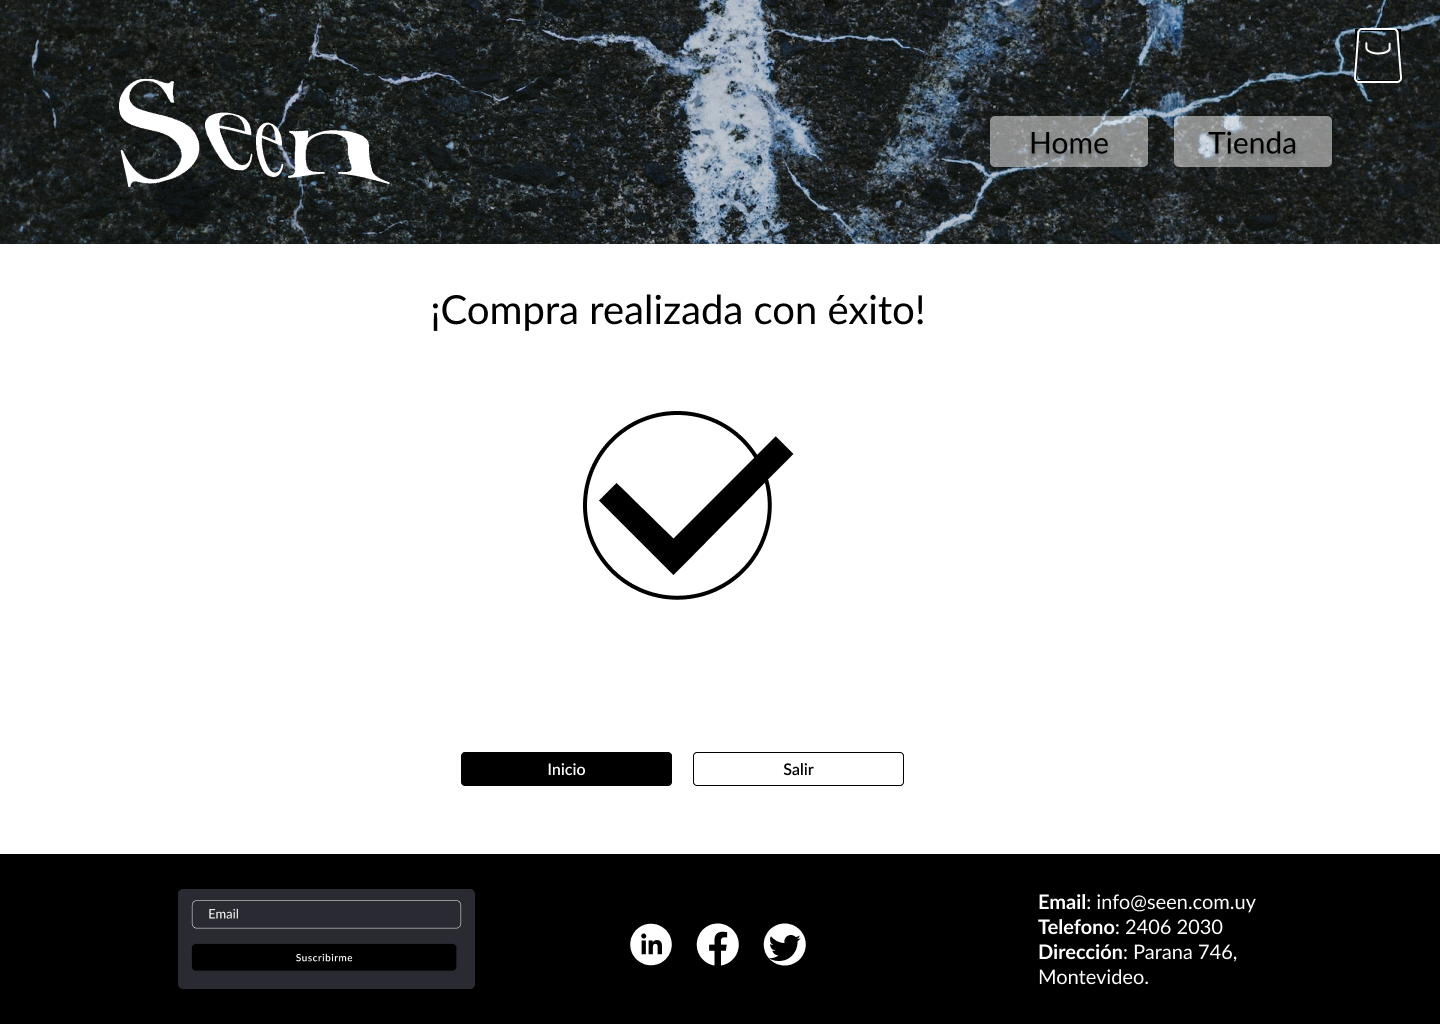 Seen
Home
Tienda
¡Compra realizada con éxito!
Inicio
Salir
Email
Suscribirme
in
Email: info@seen.com.uy
Telefono: 2406 2030
Dirección: Parana 746,
Montevideo.